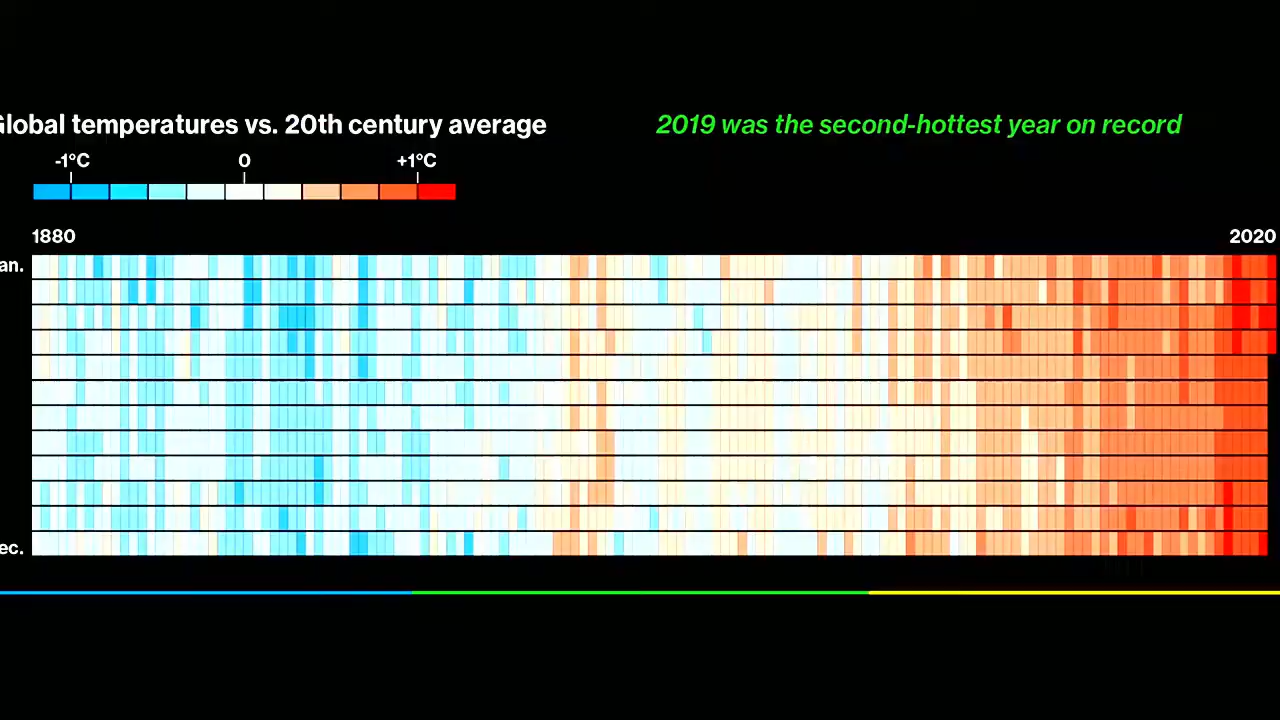 Global temperatures vs. 20th century average
2019 was the second-hottest year on record
-1°C 0 +1°C
1880 2020
an.
ec.